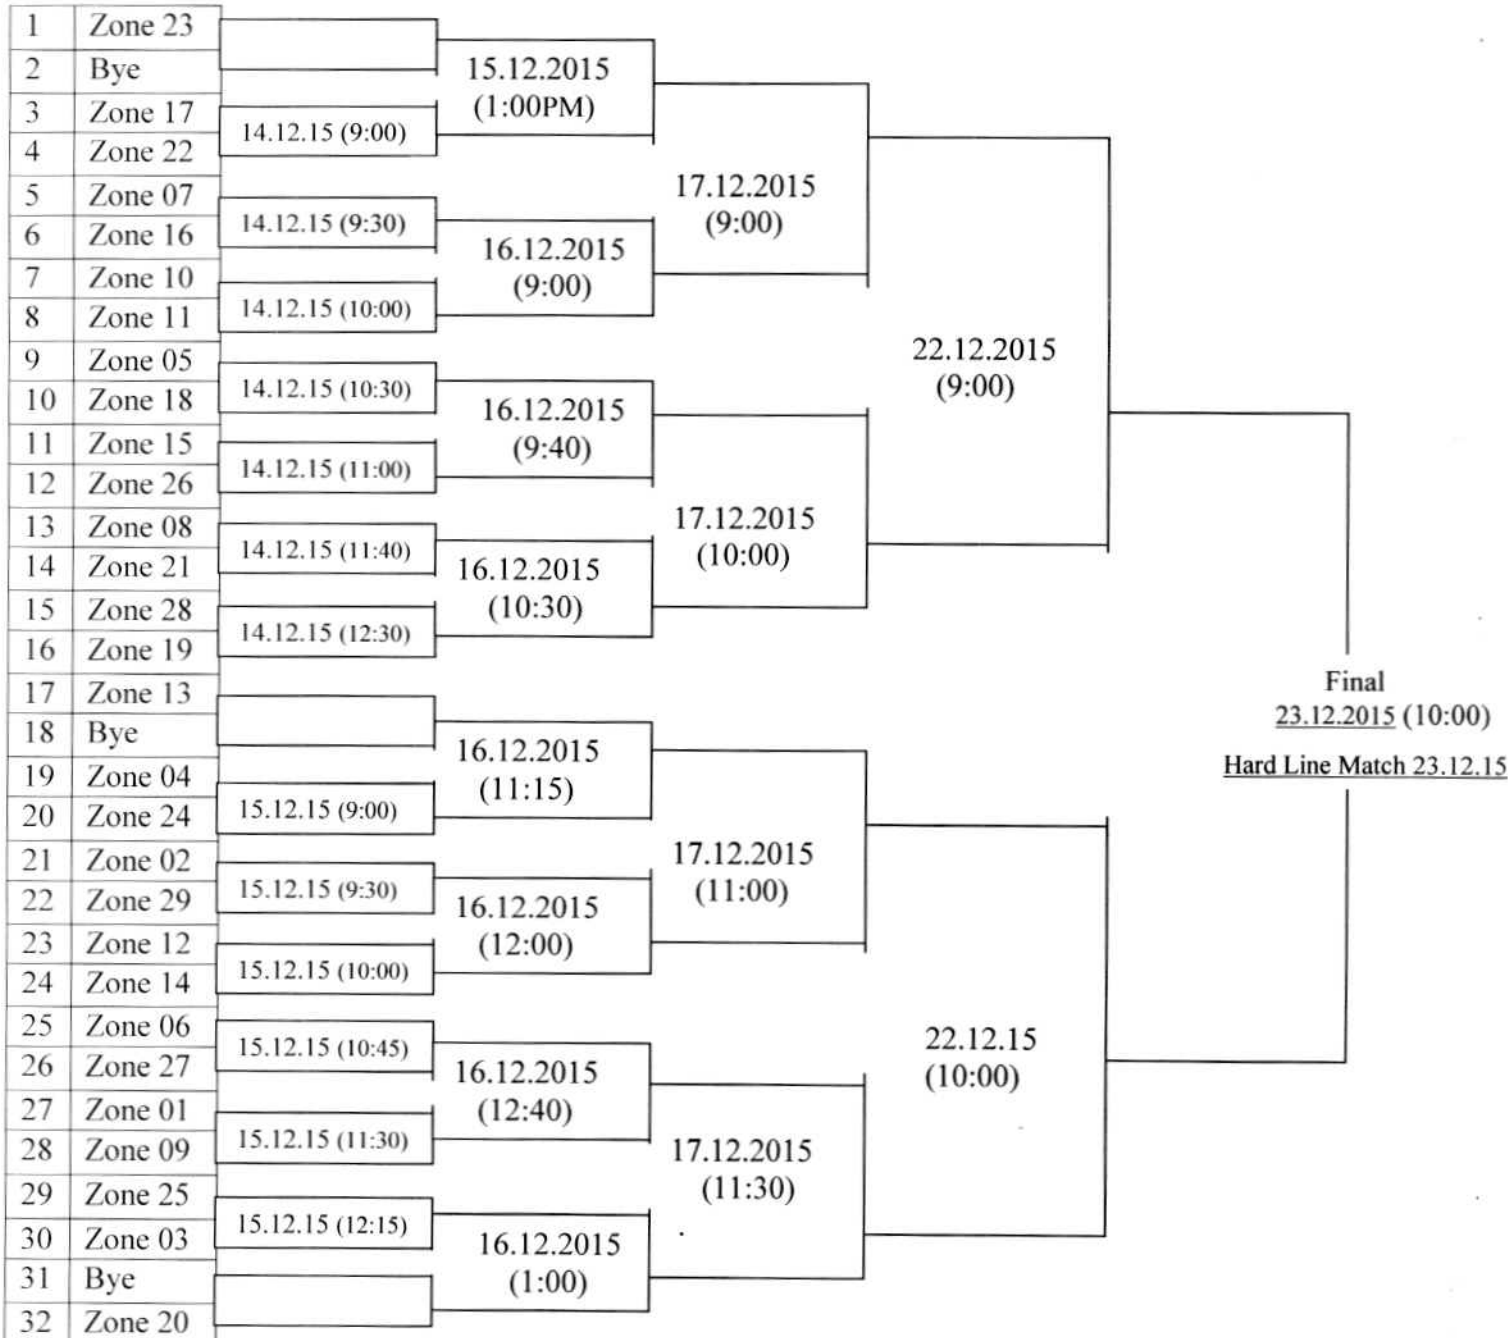 1 Zone 23
2 Bye
3 Zone 17
4 Zone 22
5 Zone 07
6 Zone 16
7 Zone 10
8 Zone 11
9 Zone 05
10 Zone 18
11 Zone 15
12 Zone 26
13 Zone 08
14 Zone 21
15 Zone 28
16 Zone 19
17 Zone 13
18 Bye
19 Zone 04
20 Zone 24
21 Zone 02
22 Zone 29
23 Zone 12
24 Zone 14
25 Zone 06
26 Zone 27
27 Zone 01
28 Zone 09
29 Zone 25
30 Zone 03
31 Bye
32 Zone 20
14.12.15 (9:00)
14.12.15 (9:30)
14.12.15 (10:00)
14.12.15 (10:30)
14.12.15 (11:00)
14.12.15 (11:40)
14.12.15 (12:30)
15.12.15 (9:00)
15.12.15 (9:30)
15.12.15 (10:00)
15.12.15 (10:45)
15.12.15 (11:30)
15.12.15 (12:15)
15.12.2015
(1:00PM)
16.12.2015
(9:00)
16.12.2015
(9:40)
16.12.2015
(10:30)
16.12.2015
(11:15)
16.12.2015
(12:00)
16.12.2015
(12:40)
16.12.2015
(1:00)
17.12.2015
(9:00)
17.12.2015
(10:00)
17.12.2015
(11:00)
17.12.2015
(11:30)
22.12.2015
(9:00)
22.12.15
(10:00)
Final
23.12.2015 (10:00)
Hard Line Match 23.12.15